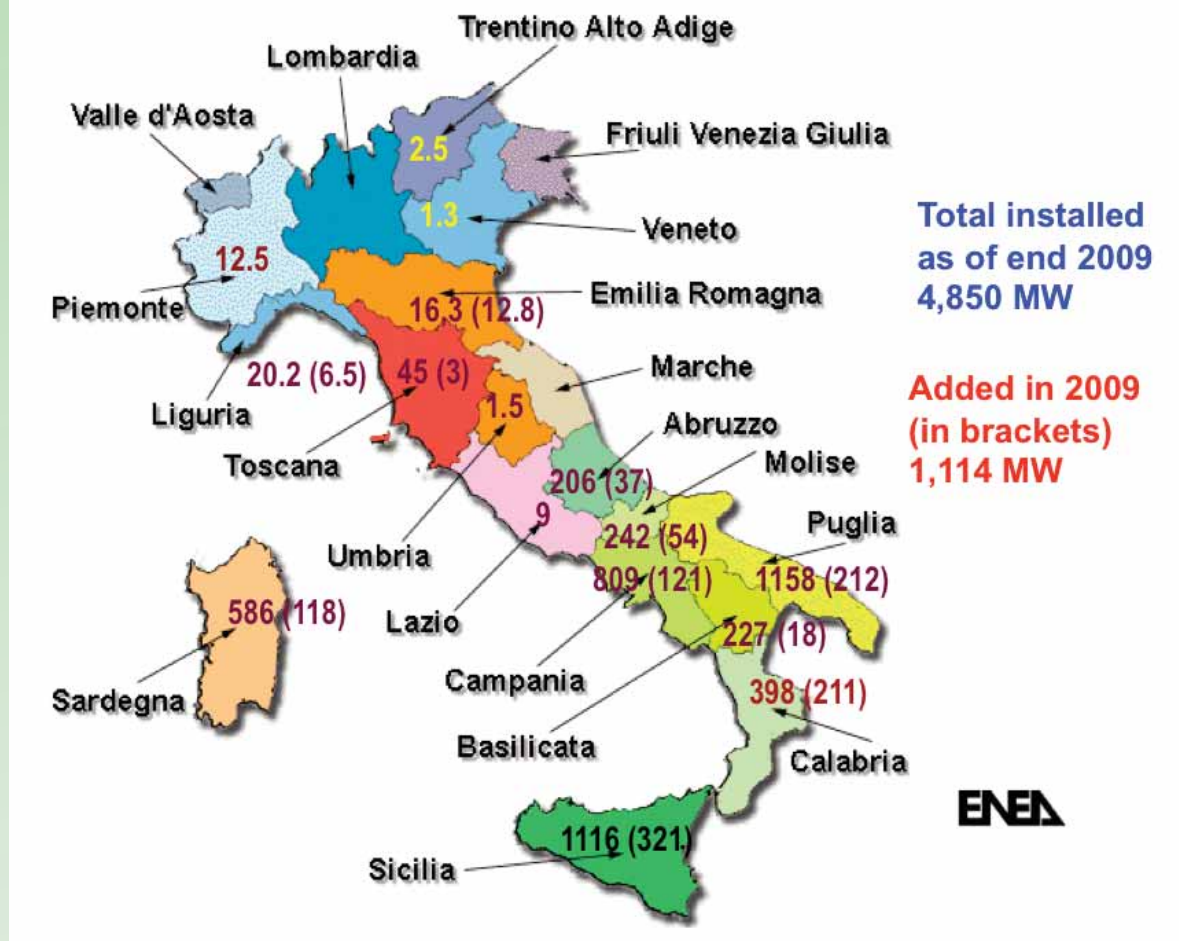 Trentino Alto Adige
Lombardia
Valle d'Aosta
Friuli Venezia Giulia
2.5
1.3
Veneto
12.5
Piemonte
Emilia Romagna
16,3 (12.8)
20.2 (6.5)
45 (3)
Marche
Liguria
1.5
Abruzzo
Toscana
Molise
206 (37)
9
Puglia
242 (54)
Umbria
809 (121)
1158 (212)
586 (118)
Lazio
227 (18)
Campania
Sardegna
398 (211)
Basilicata
Calabria
1116 (321.)
Sicilia
Total installed
as of end 2009
4,850 MW
Added in 2009
(in brackets)
1,114 MW
ENEA